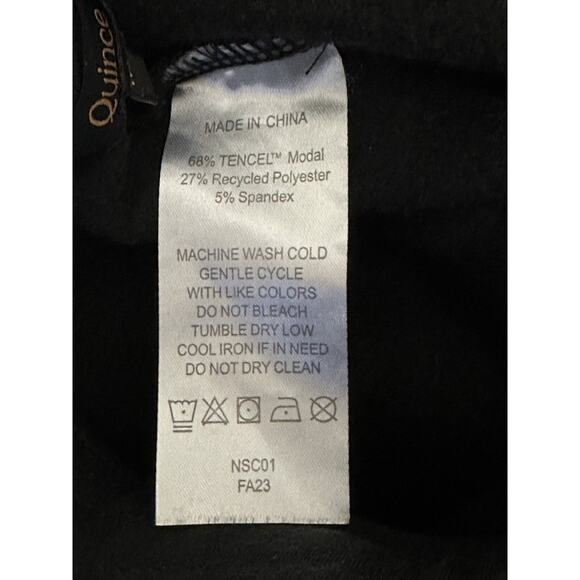 Quince
MADE IN CHINA
68% TENCEL™ Modal
27% Recycled Polyester
5% Spandex
MACHINE WASH COLD
GENTLE CYCLE
WITH LIKE COLORS
DO NOT BLEACH
TUMBLE DRY LOW
COOL IRON IF IN NEED
DO NOT DRY CLEAN
NSC01
FA23